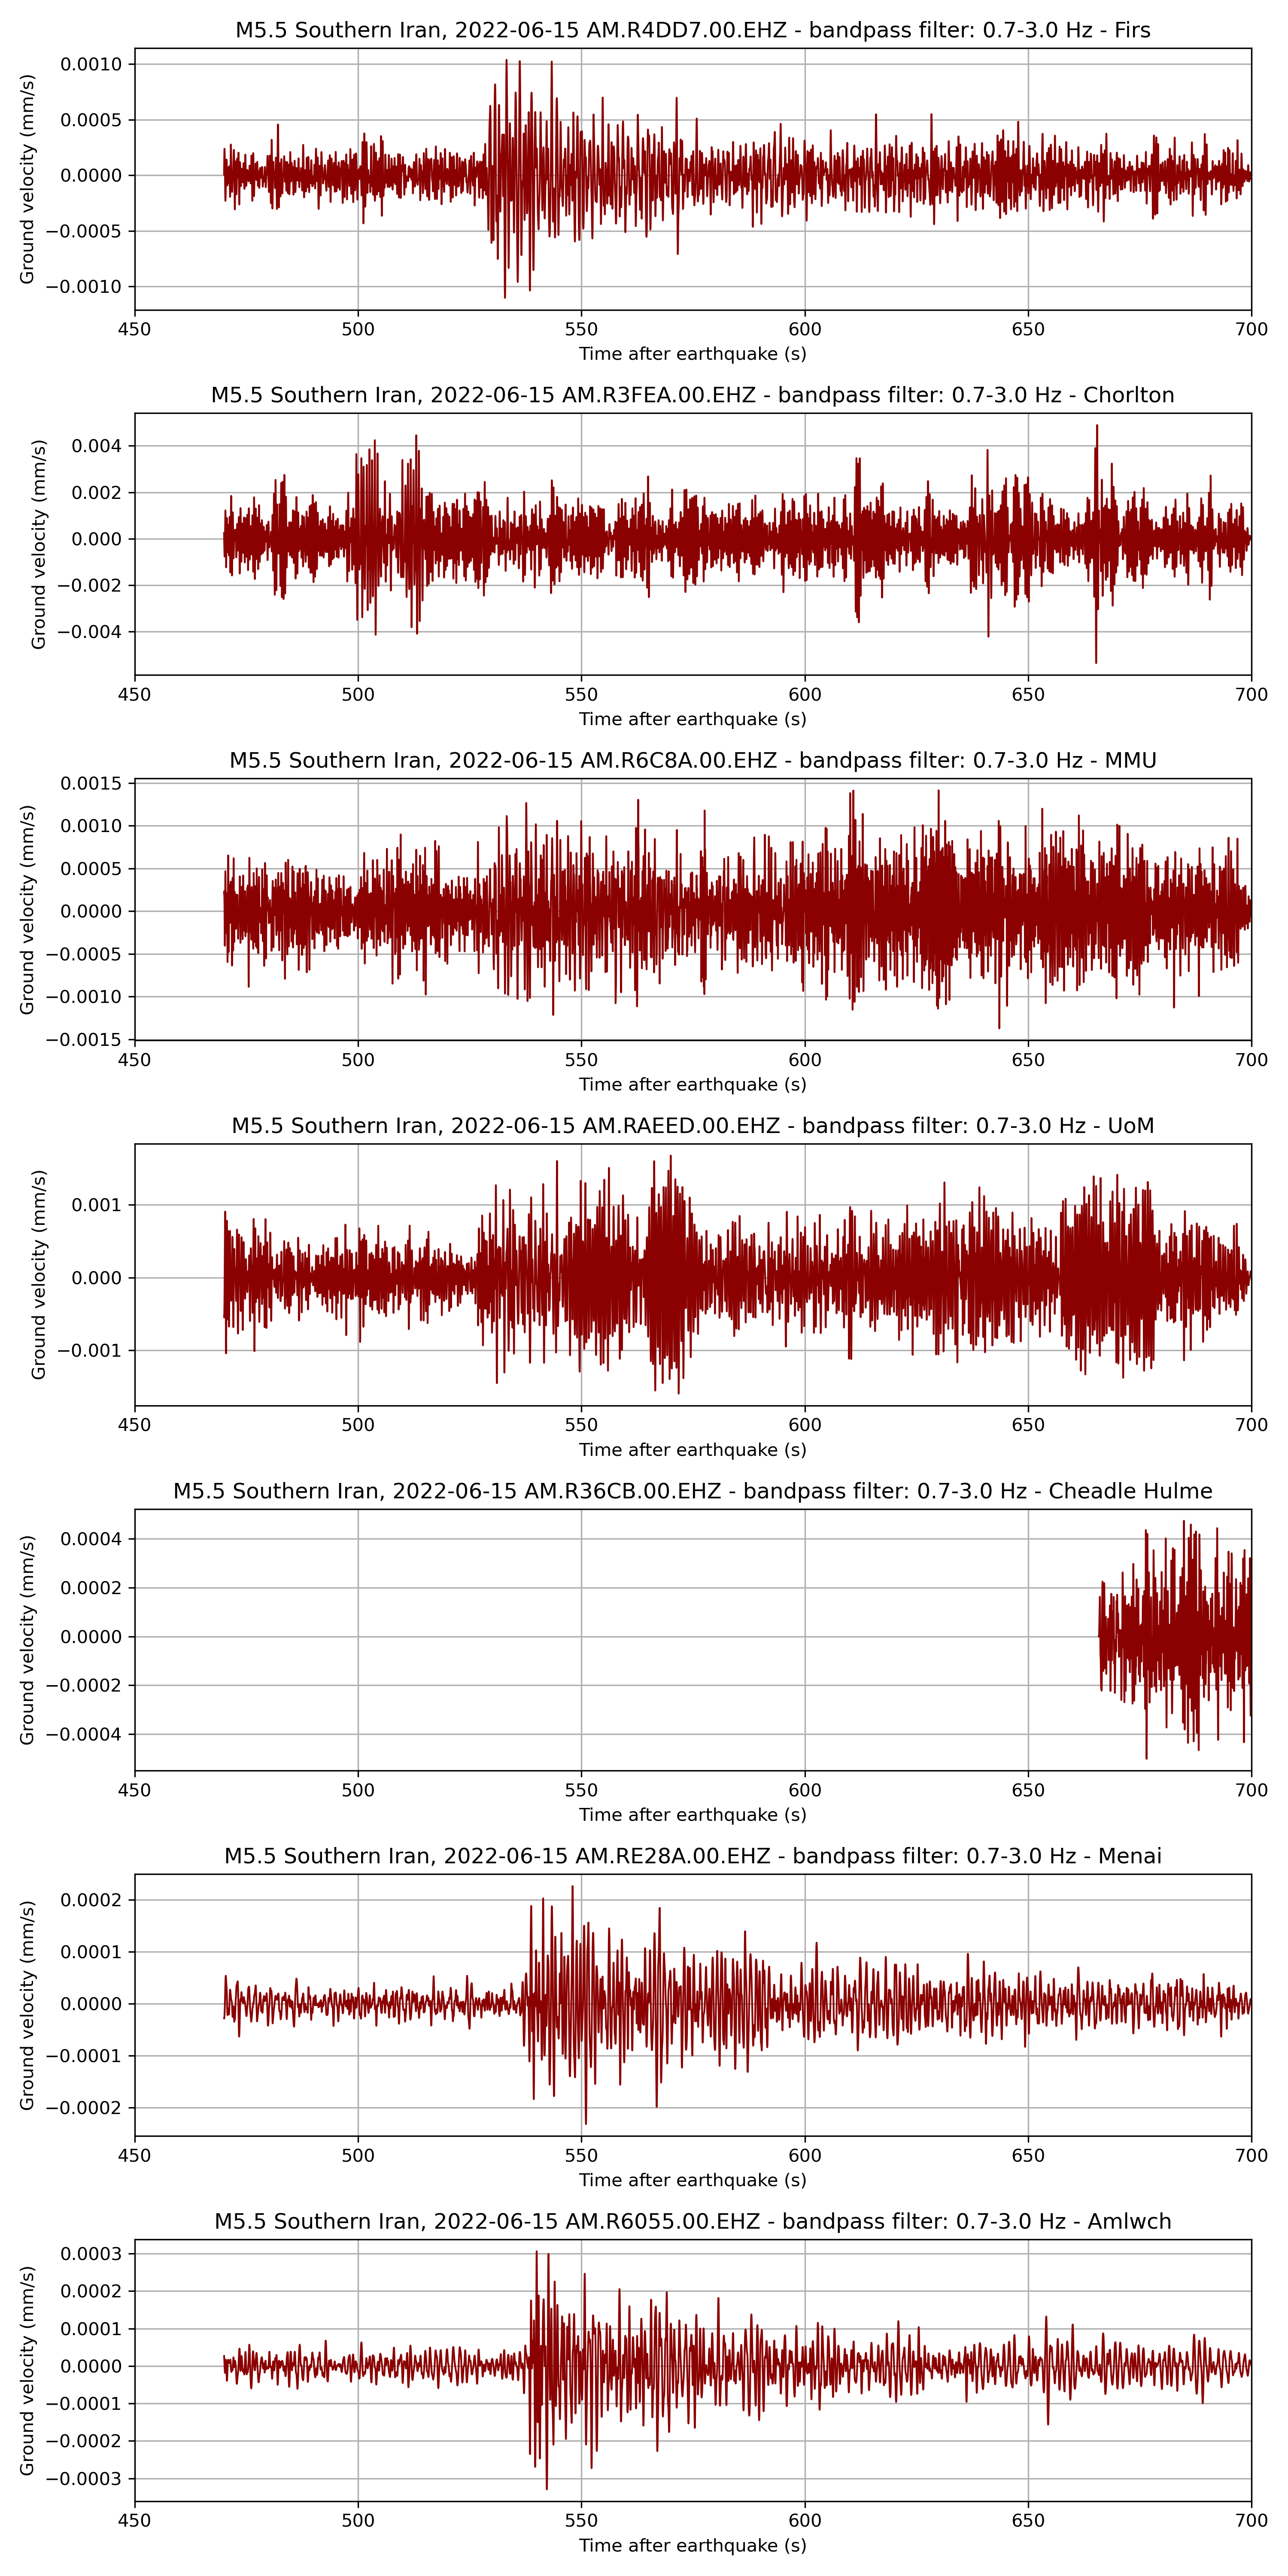 M5.5 Southern Iran, 2022-06-15 AM.R4DD7.00.EHZ - bandpass filter: 0.7-3.0 Hz - Firs
Ground velocity (mm/s)
0.0010
0.0005
0.0000
−0.0005
−0.0010
450 500 550 600 650 700
Time after earthquake (s)
M5.5 Southern Iran, 2022-06-15 AM.R3FEA.00.EHZ - bandpass filter: 0.7-3.0 Hz - Chorlton
Ground velocity (mm/s)
0.004
0.002
0.000
−0.002
−0.004
450 500 550 600 650 700
Time after earthquake (s)
M5.5 Southern Iran, 2022-06-15 AM.R6C8A.00.EHZ - bandpass filter: 0.7-3.0 Hz - MMU
Ground velocity (mm/s)
0.0015
0.0010
0.0005
0.0000
−0.0005
−0.0010
−0.0015
450 500 550 600 650 700
Time after earthquake (s)
M5.5 Southern Iran, 2022-06-15 AM.RAEED.00.EHZ - bandpass filter: 0.7-3.0 Hz - UoM
Ground velocity (mm/s)
0.001
0.000
−0.001
450 500 550 600 650 700
Time after earthquake (s)
M5.5 Southern Iran, 2022-06-15 AM.R36CB.00.EHZ - bandpass filter: 0.7-3.0 Hz - Cheadle Hulme
Ground velocity (mm/s)
0.0004
0.0002
0.0000
−0.0002
−0.0004
450 500 550 600 650 700
Time after earthquake (s)
M5.5 Southern Iran, 2022-06-15 AM.RE28A.00.EHZ - bandpass filter: 0.7-3.0 Hz - Menai
Ground velocity (mm/s)
0.0002
0.0001
0.0000
−0.0001
−0.0002
450 500 550 600 650 700
Time after earthquake (s)
M5.5 Southern Iran, 2022-06-15 AM.R6055.00.EHZ - bandpass filter: 0.7-3.0 Hz - Amlwch
Ground velocity (mm/s)
0.0003
0.0002
0.0001
0.0000
−0.0001
−0.0002
−0.0003
450 500 550 600 650 700
Time after earthquake (s)